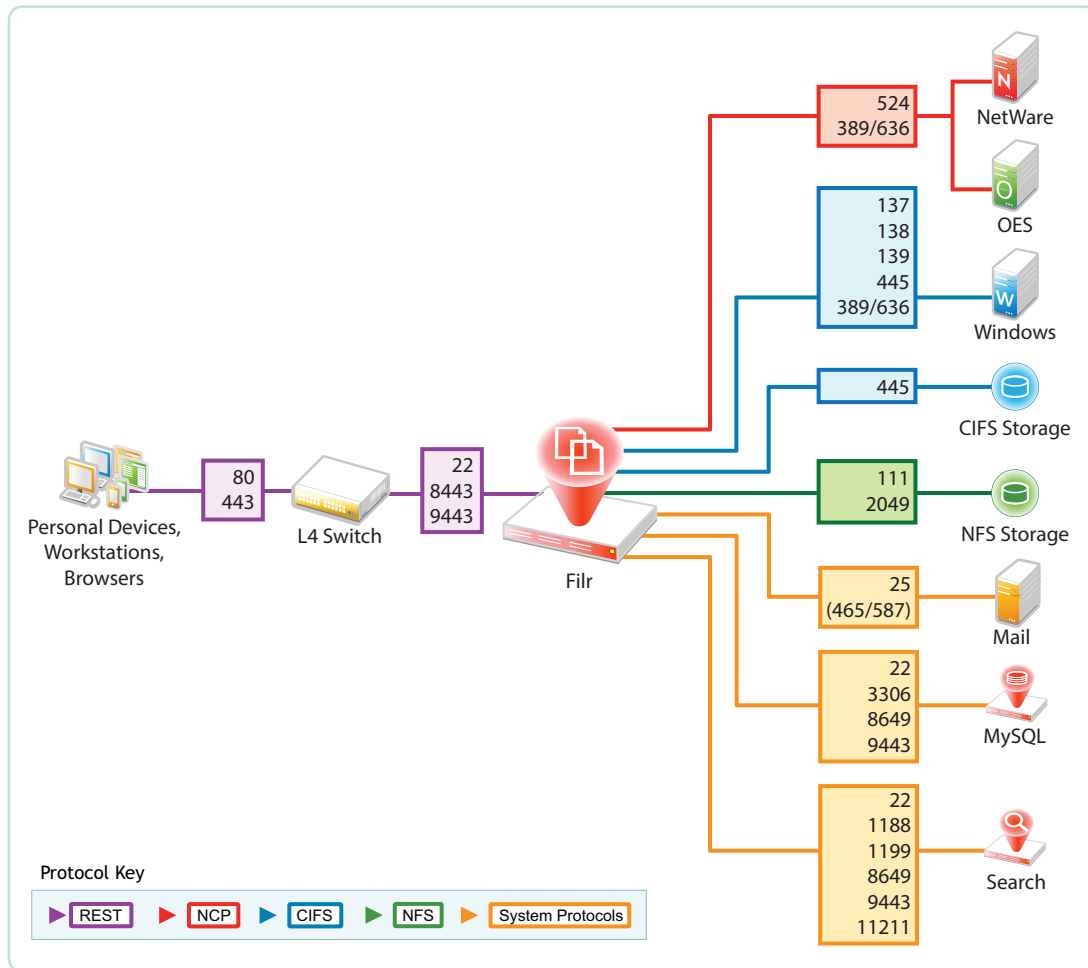 524
389/636
N
NetWare
O
OES
137
138
139
445
389/636
W
Windows
445
CIFS Storage
80
443
22
8443
9443
111
2049
Personal Devices,
Workstations,
Browsers
L4 Switch
Filr
NFS Storage
25
(465/587)
Mail
22
3306
8649
9443
MySQL
22
1188
1199
8649
9443
11211
Search
Protocol Key
REST
NCP
CIFS
NFS
System Protocols